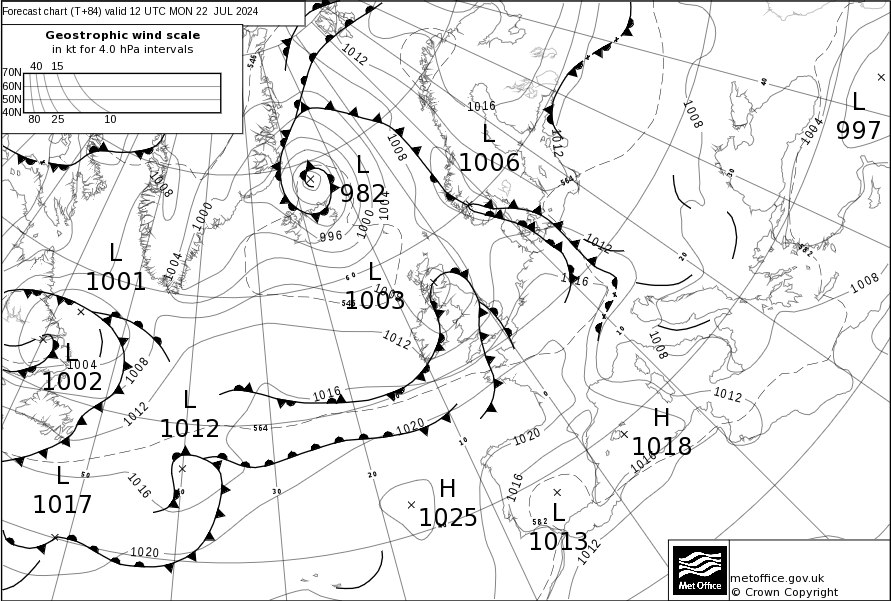 Forecast chart (T+84) valid 12 UTC MON 22 JUL 2024
Geostrophic wind scale
in kt for 4.0 hPa intervals
40 15
70N
60N
50N
40N
80 25 10
546
1012
1016
1008
40
L
997
1004
L
1006
1008
1012
L
982
564
1008
30
1004
1000
1000
996
1012
582
1004
L
1001
60
L
1003
1016
20
1008
546
10
1012
1008
L
1002
1004
1008
1016
1012
L
1012
1012
0
564
1020
10
1020
H
1018
1016
L
1017
50
1016
40
30
20
H
1025
1016
582
L
1013
1012
1020
Met Office
metoffice.gov.uk
© Crown Copyright